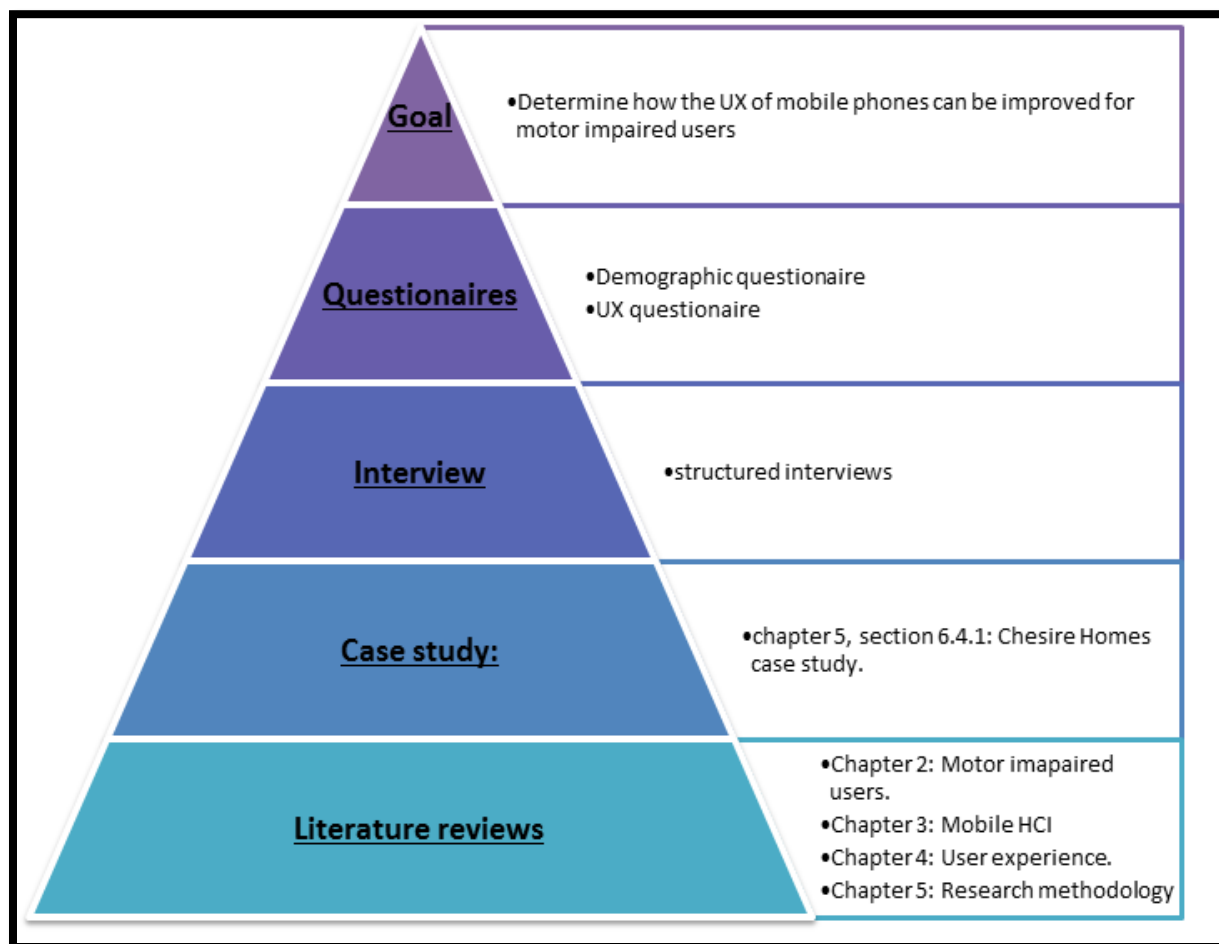 Goal
•Determine how the UX of mobile phones can be improved for
motor impaired users
Questionaires
•Demographic questionaire
•UX questionaire
Interview
•structured interviews
Case study:
•chapter 5, section 6.4.1: Chesire Homes
case study.
Literature reviews
•Chapter 2: Motor imapaired
users.
•Chapter 3: Mobile HCI
•Chapter 4: User experience.
•Chapter 5: Research methodology